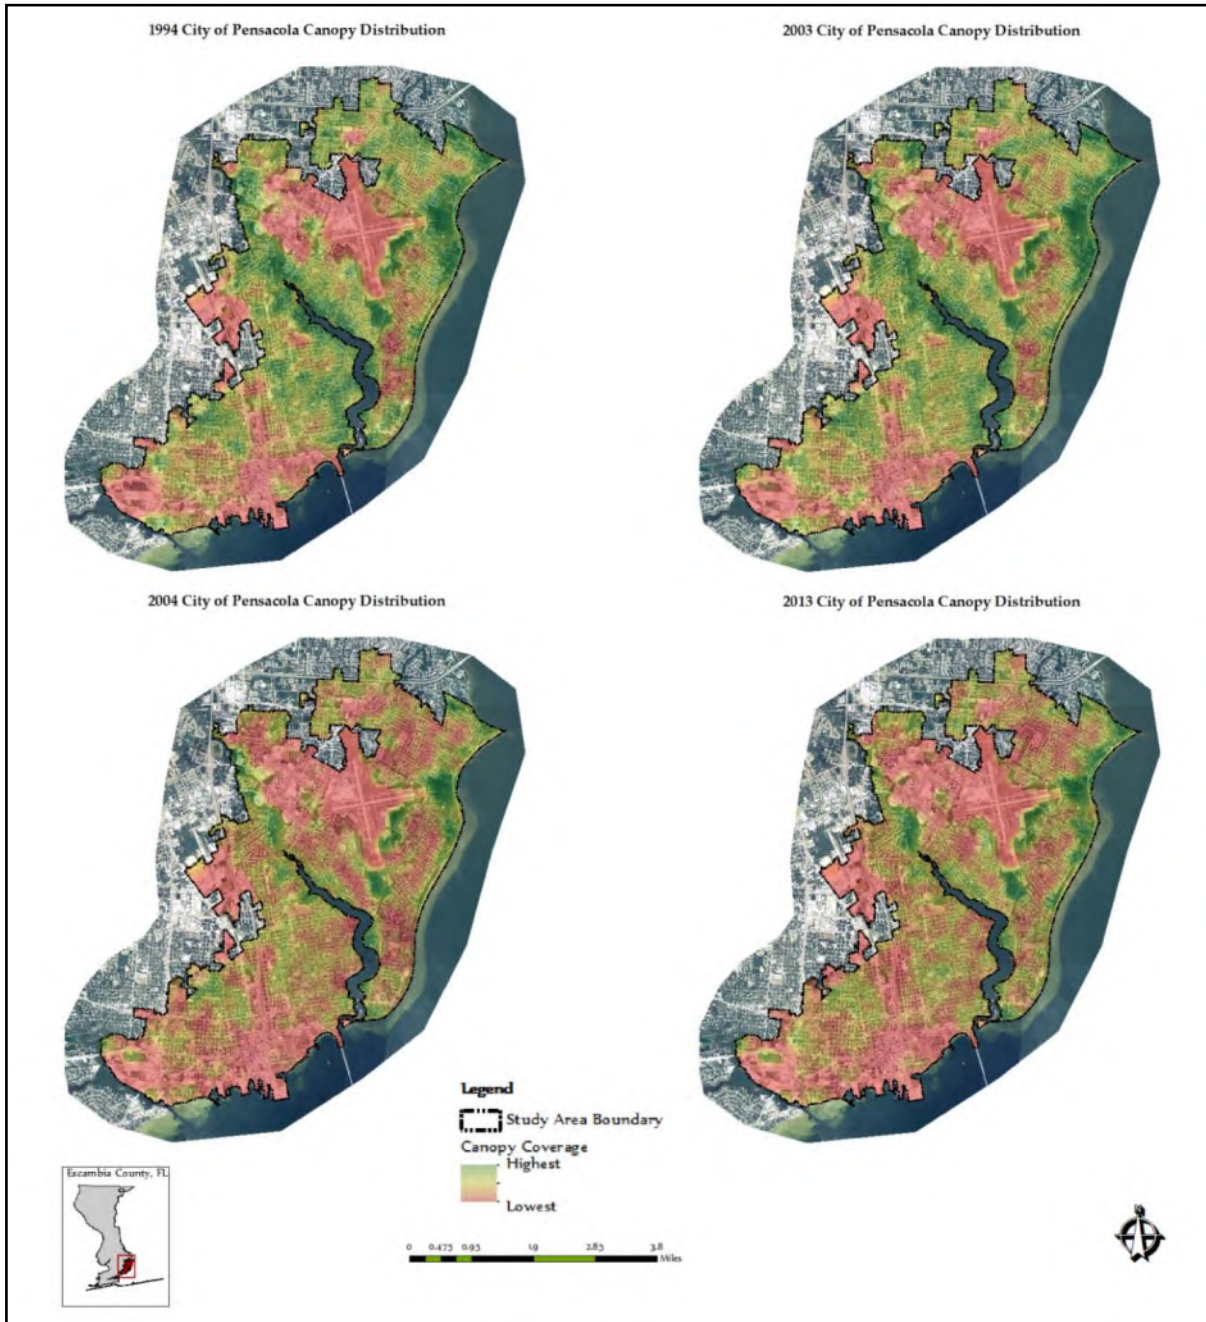 1994 City of Pensacola Canopy Distribution
2003 City of Pensacola Canopy Distribution
2004 City of Pensacola Canopy Distribution
2013 City of Pensacola Canopy Distribution
Legend
Study Area Boundary
Canopy Coverage
Highest
Lowest
Escambia County, FL
0 0.475 0.95 1.9 2.85 3.8
Miles